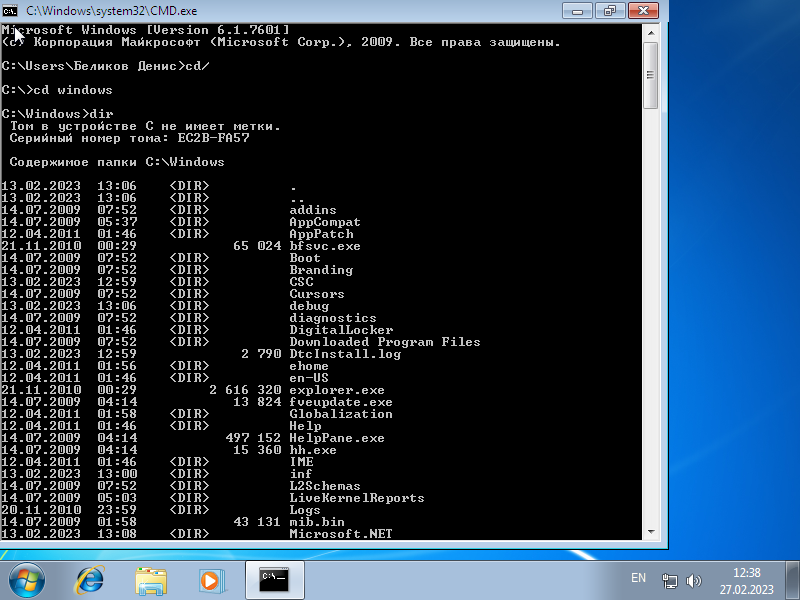 C:\Windows\system32\CMD.exe
Microsoft Windows [Version 6.1.7601]
(c) Корпорация Майкрософт (Microsoft Corp.), 2009. Все права защищены.
C:\Users\Беликов Денис>cd/
C:\>cd windows
C:\Windows>dir
Том в устройстве C не имеет метки.
Серийный номер тома: EC2B-FA57
Содержимое папки C:\Windows
13.02.2023 13:06 <DIR> .
13.02.2023 13:06 <DIR> ..
14.07.2009 07:52 <DIR> addins
14.07.2009 05:37 <DIR> AppCompat
12.04.2011 01:46 <DIR> AppPatch
21.11.2010 00:29 65 024 bfsvc.exe
14.07.2009 07:52 <DIR> Boot
14.07.2009 07:52 <DIR> Branding
13.02.2023 12:59 <DIR> CSC
14.07.2009 07:52 <DIR> Cursors
13.02.2023 13:06 <DIR> debug
14.07.2009 07:52 <DIR> diagnostics
12.04.2011 01:46 <DIR> DigitalLocker
14.07.2009 07:52 <DIR> Downloaded Program Files
13.02.2023 12:59 2 790 DtcInstall.log
12.04.2011 01:56 <DIR> ehome
12.04.2011 01:46 <DIR> en-US
21.11.2010 00:29 2 616 320 explorer.exe
14.07.2009 04:14 13 824 fveupdate.exe
12.04.2011 01:58 <DIR> Globalization
12.04.2011 01:46 <DIR> Help
14.07.2009 04:14 497 152 HelpPane.exe
14.07.2009 04:14 15 360 hh.exe
12.04.2011 01:46 <DIR> IME
13.02.2023 13:00 <DIR> inf
14.07.2009 07:52 <DIR> L2Schemas
14.07.2009 05:03 <DIR> LiveKernelReports
20.11.2010 23:59 <DIR> Logs
14.07.2009 01:58 43 131 mib.bin
13.02.2023 13:08 <DIR> Microsoft.NET
EN
12:38
27.02.2023